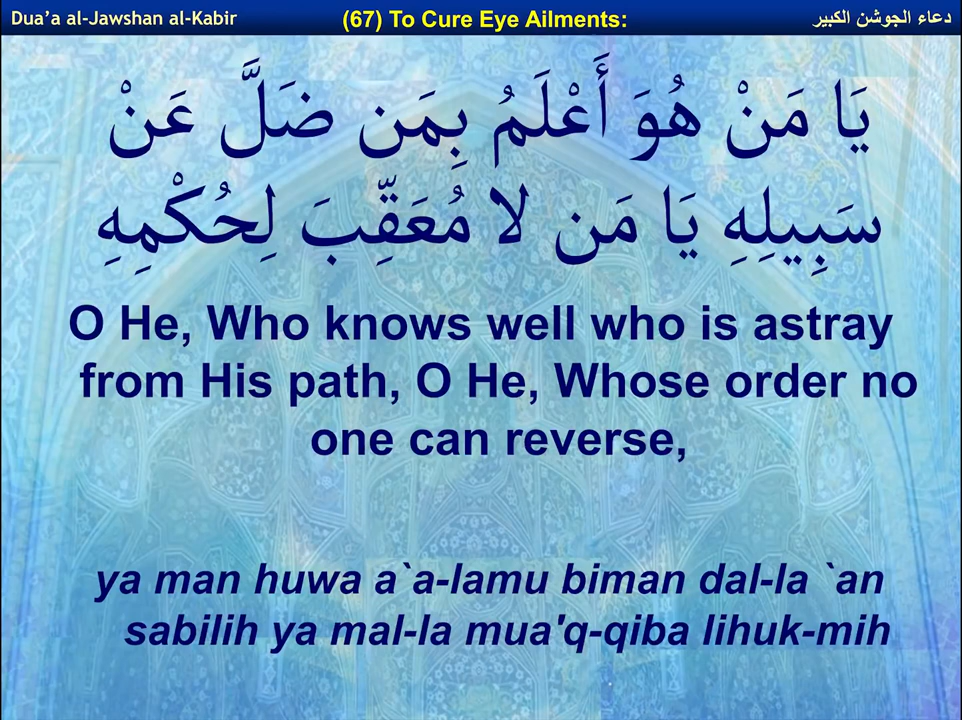 Dua’a al-Jawshan al-Kabir
(67) To Cure Eye Ailments:
دعاء الجوشن الكبير
يَا مَنْ هُوَ أَعْلَمُ بِمَن ضَلَّ عَنْ
سَبِيلِهِ يَا مَن لا مُعَقِّبَ لِحُكْمِهِ
O He, Who knows well who is astray
from His path, O He, Whose order no
one can reverse,
ya man huwa a`a-lamu biman dal-la `an
sabilih ya mal-la mua'q-qiba lihuk-mih